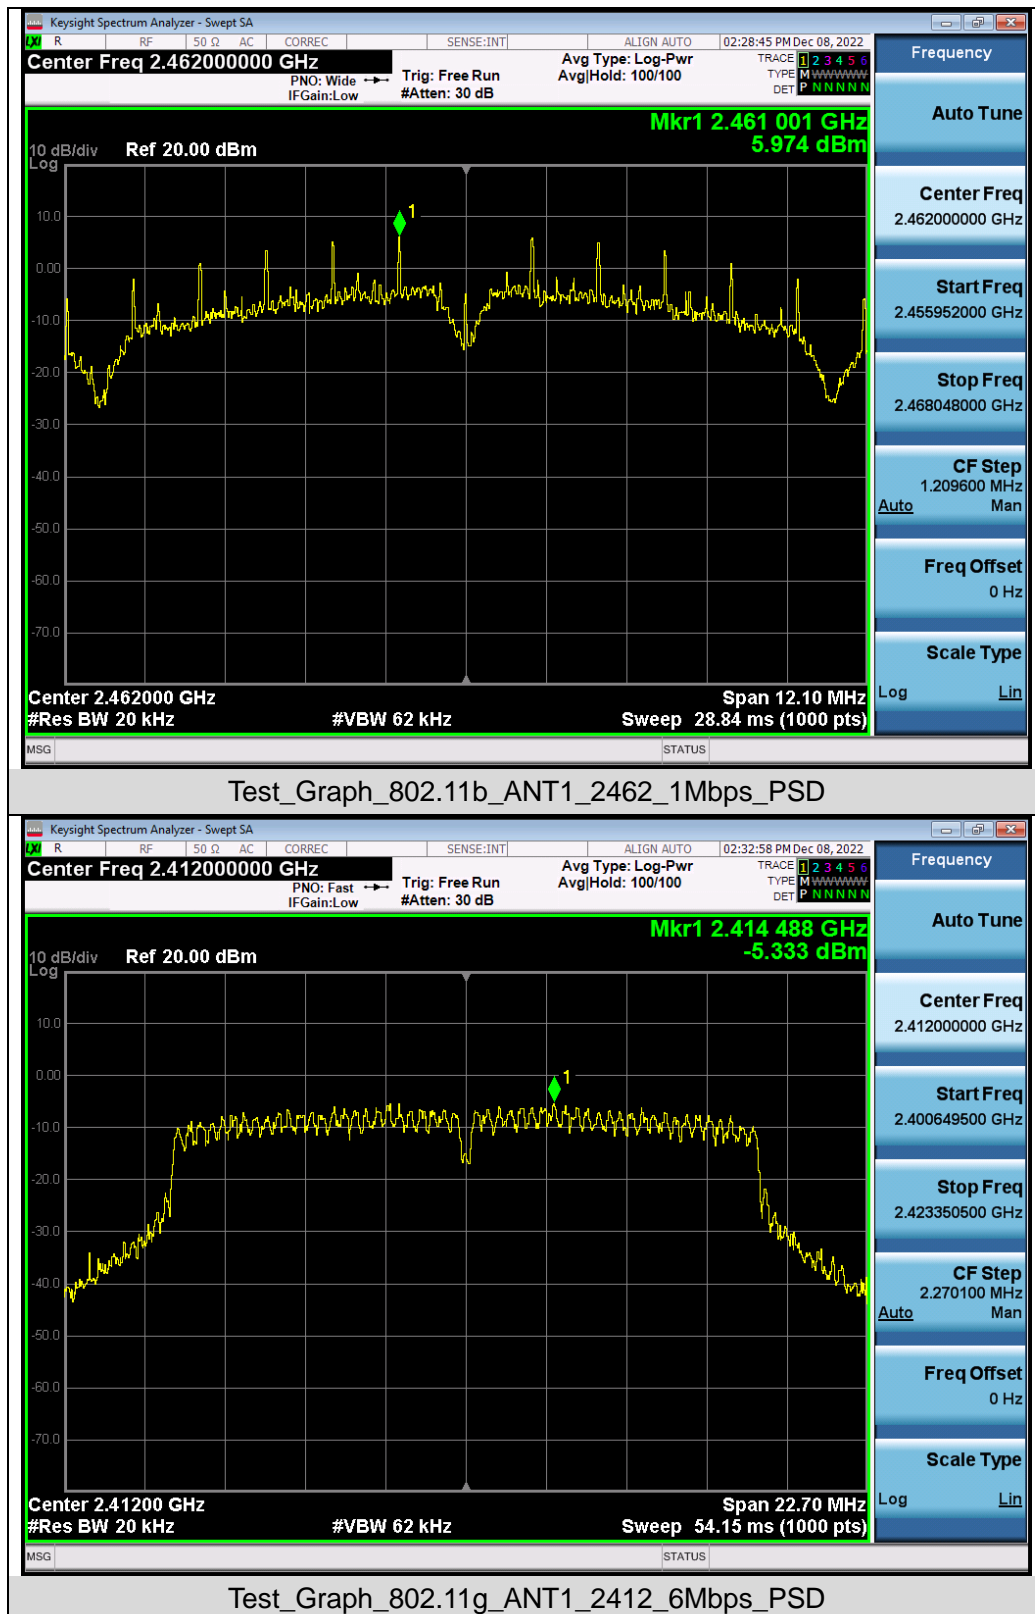 Keysight Spectrum Analyzer - Swept SA
LXI R RF 50 Ω AC CORREC SENSE:INT ALIGN AUTO 02:28:45 PM Dec 08, 2022
Center Freq 2.462000000 GHz
PNO: Wide
IFGain:Low
Trig: Free Run
#Atten: 30 dB
Avg Type: Log-Pwr
Avg|Hold: 100/100
TRACE 1 2 3 4 5 6
TYPE M WWWWW
DET P N N N N N
Mkr1 2.461 001 GHz
5.974 dBm
10 dB/div Ref 20.00 dBm
Log
1
10.0
0.00
-10.0
-20.0
-30.0
-40.0
-50.0
-60.0
-70.0
Center 2.462000 GHz Span 12.10 MHz
#Res BW 20 kHz #VBW 62 kHz Sweep 28.84 ms (1000 pts)
MSG STATUS
Frequency
Auto Tune
Center Freq
2.462000000 GHz
Start Freq
2.455952000 GHz
Stop Freq
2.468048000 GHz
CF Step
1.209600 MHz
Auto Man
Freq Offset
0 Hz
Scale Type
Log Lin
Test_Graph_802.11b_ANT1_2462_1Mbps_PSD
Keysight Spectrum Analyzer - Swept SA
LXI R RF 50 Ω AC CORREC SENSE:INT ALIGN AUTO 02:32:58 PM Dec 08, 2022
Center Freq 2.412000000 GHz
PNO: Fast
IFGain:Low
Trig: Free Run
#Atten: 30 dB
Avg Type: Log-Pwr
Avg|Hold: 100/100
TRACE 1 2 3 4 5 6
TYPE M WWWWW
DET P N N N N N
Mkr1 2.414 488 GHz
-5.333 dBm
10 dB/div Ref 20.00 dBm
Log
1
10.0
0.00
-10.0
-20.0
-30.0
-40.0
-50.0
-60.0
-70.0
Center 2.41200 GHz Span 22.70 MHz
#Res BW 20 kHz #VBW 62 kHz Sweep 54.15 ms (1000 pts)
MSG STATUS
Frequency
Auto Tune
Center Freq
2.412000000 GHz
Start Freq
2.400649500 GHz
Stop Freq
2.423350500 GHz
CF Step
2.270100 MHz
Auto Man
Freq Offset
0 Hz
Scale Type
Log Lin
Test_Graph_802.11g_ANT1_2412_6Mbps_PSD